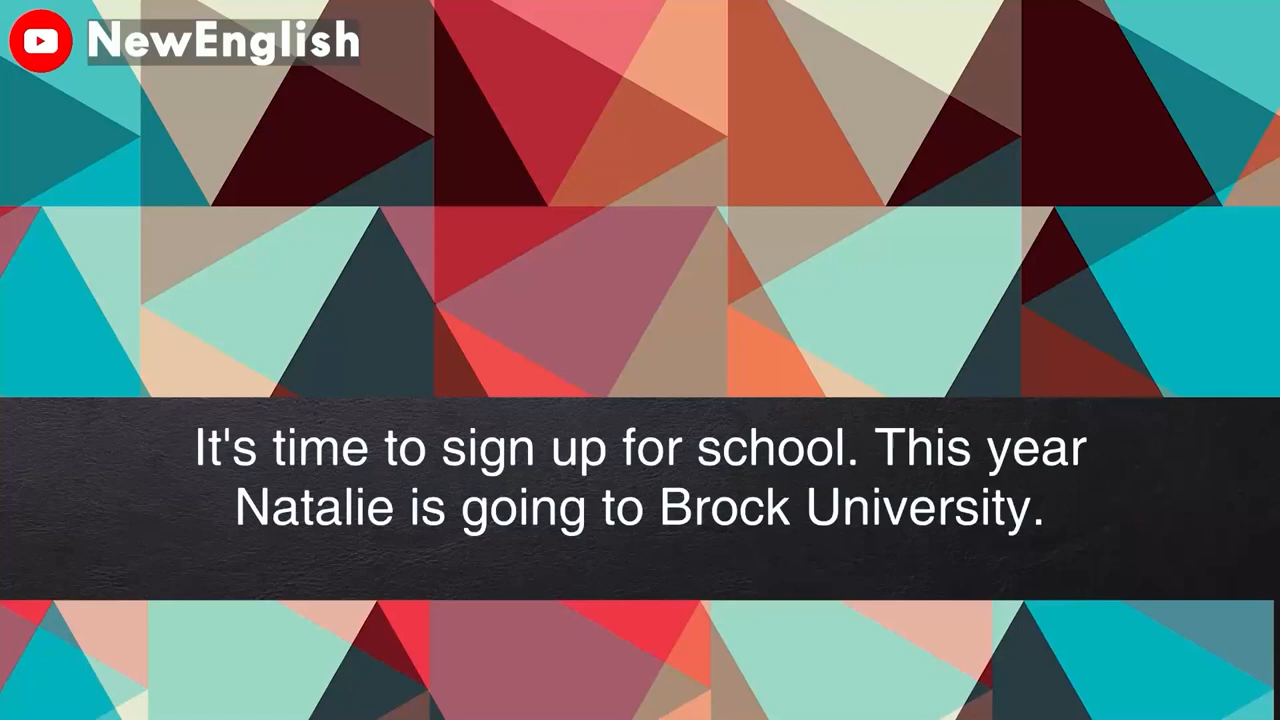 NewEnglish
It's time to sign up for school. This year
Natalie is going to Brock University.